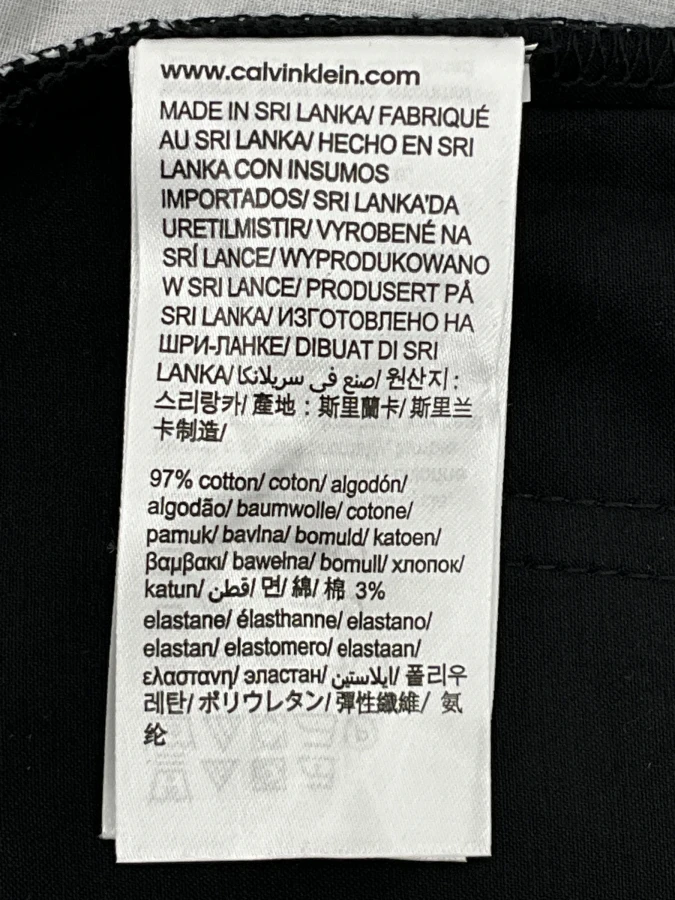 www.calvinklein.com
MADE IN SRI LANKA/ FABRIQUÉ
AU SRI LANKA/ HECHO EN SRI
LANKA CON INSUMOS
IMPORTADOS/ SRI LANKA'DA
URETILMISTIR/ VYROBENÉ NA
SRÍ LANCE/ WYPRODUKOWANO
W SRI LANCE/ PRODUSERT PÅ
SRI LANKA/ ИЗГОТОВЛЕНО НА
ШРИ-ЛАНКЕ/ DIBUAT DI SRI
LANKA/ صنع في سريلانكا/ 원산지 :
스리랑카/ 產地 : 斯里蘭卡/ 斯里兰
卡制造/
97% cotton/ coton/ algodón/
algodão/ baumwolle/ cotone/
pamuk/ bavlna/ bomuld/ katoen/
βαμβακι/ bawełna/ bomull/ хлопок/
katun/ قطن/ 면/ 綿/ 棉 3%
elastane/ élasthanne/ elastano/
elastan/ elastomero/ elastaan/
ελαστανη/ эластан/ ايلاستين/ 폴리우
레탄/ ポリウレタン/ 彈性纖維/ 氨
纶